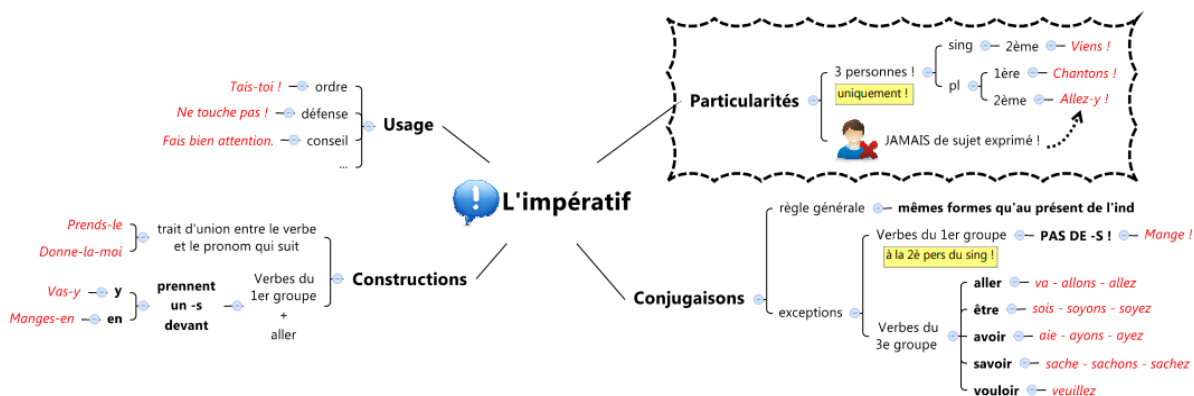 L'impératif
Usage
ordre
Tais-toi !
défense
Ne touche pas !
conseil
Fais bien attention.
...
Particularités
3 personnes !
uniquement !
sing
2ème
Viens !
pl
1ère
Chantons !
2ème
Allez-y !
JAMAIS de sujet exprimé !
Constructions
trait d'union entre le verbe
et le pronom qui suit
Prends-le
Donne-la-moi
Verbes du
1er groupe
+
aller
prennent
un -s
devant
y
Vas-y
en
Manges-en
Conjugaisons
règle générale
mêmes formes qu'au présent de l'ind
exceptions
Verbes du 1er groupe
à la 2è pers du sing !
PAS DE -S !
Mange !
Verbes du
3e groupe
aller
va - allons - allez
être
sois - soyons - soyez
avoir
aie - ayons - ayez
savoir
sache - sachons - sachez
vouloir
veuillez